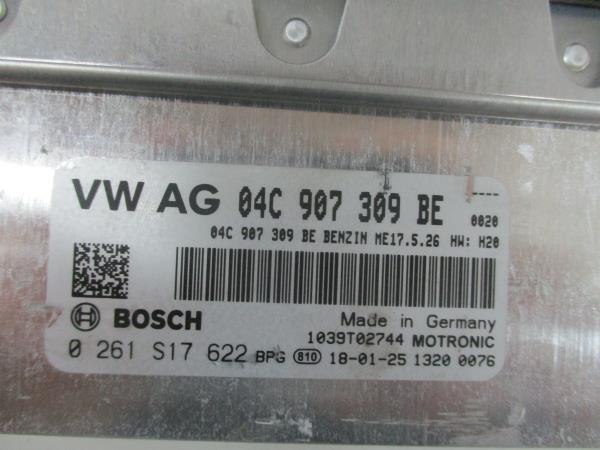 VW AG 04C 907 309 BE 0020
04C 907 309 BE BENZIN ME17.5.26 HW: H20
BOSCH Made in Germany
1039T02744 MOTRONIC
0 261 S17 622 BPG 810 18-01-25 1320 0076